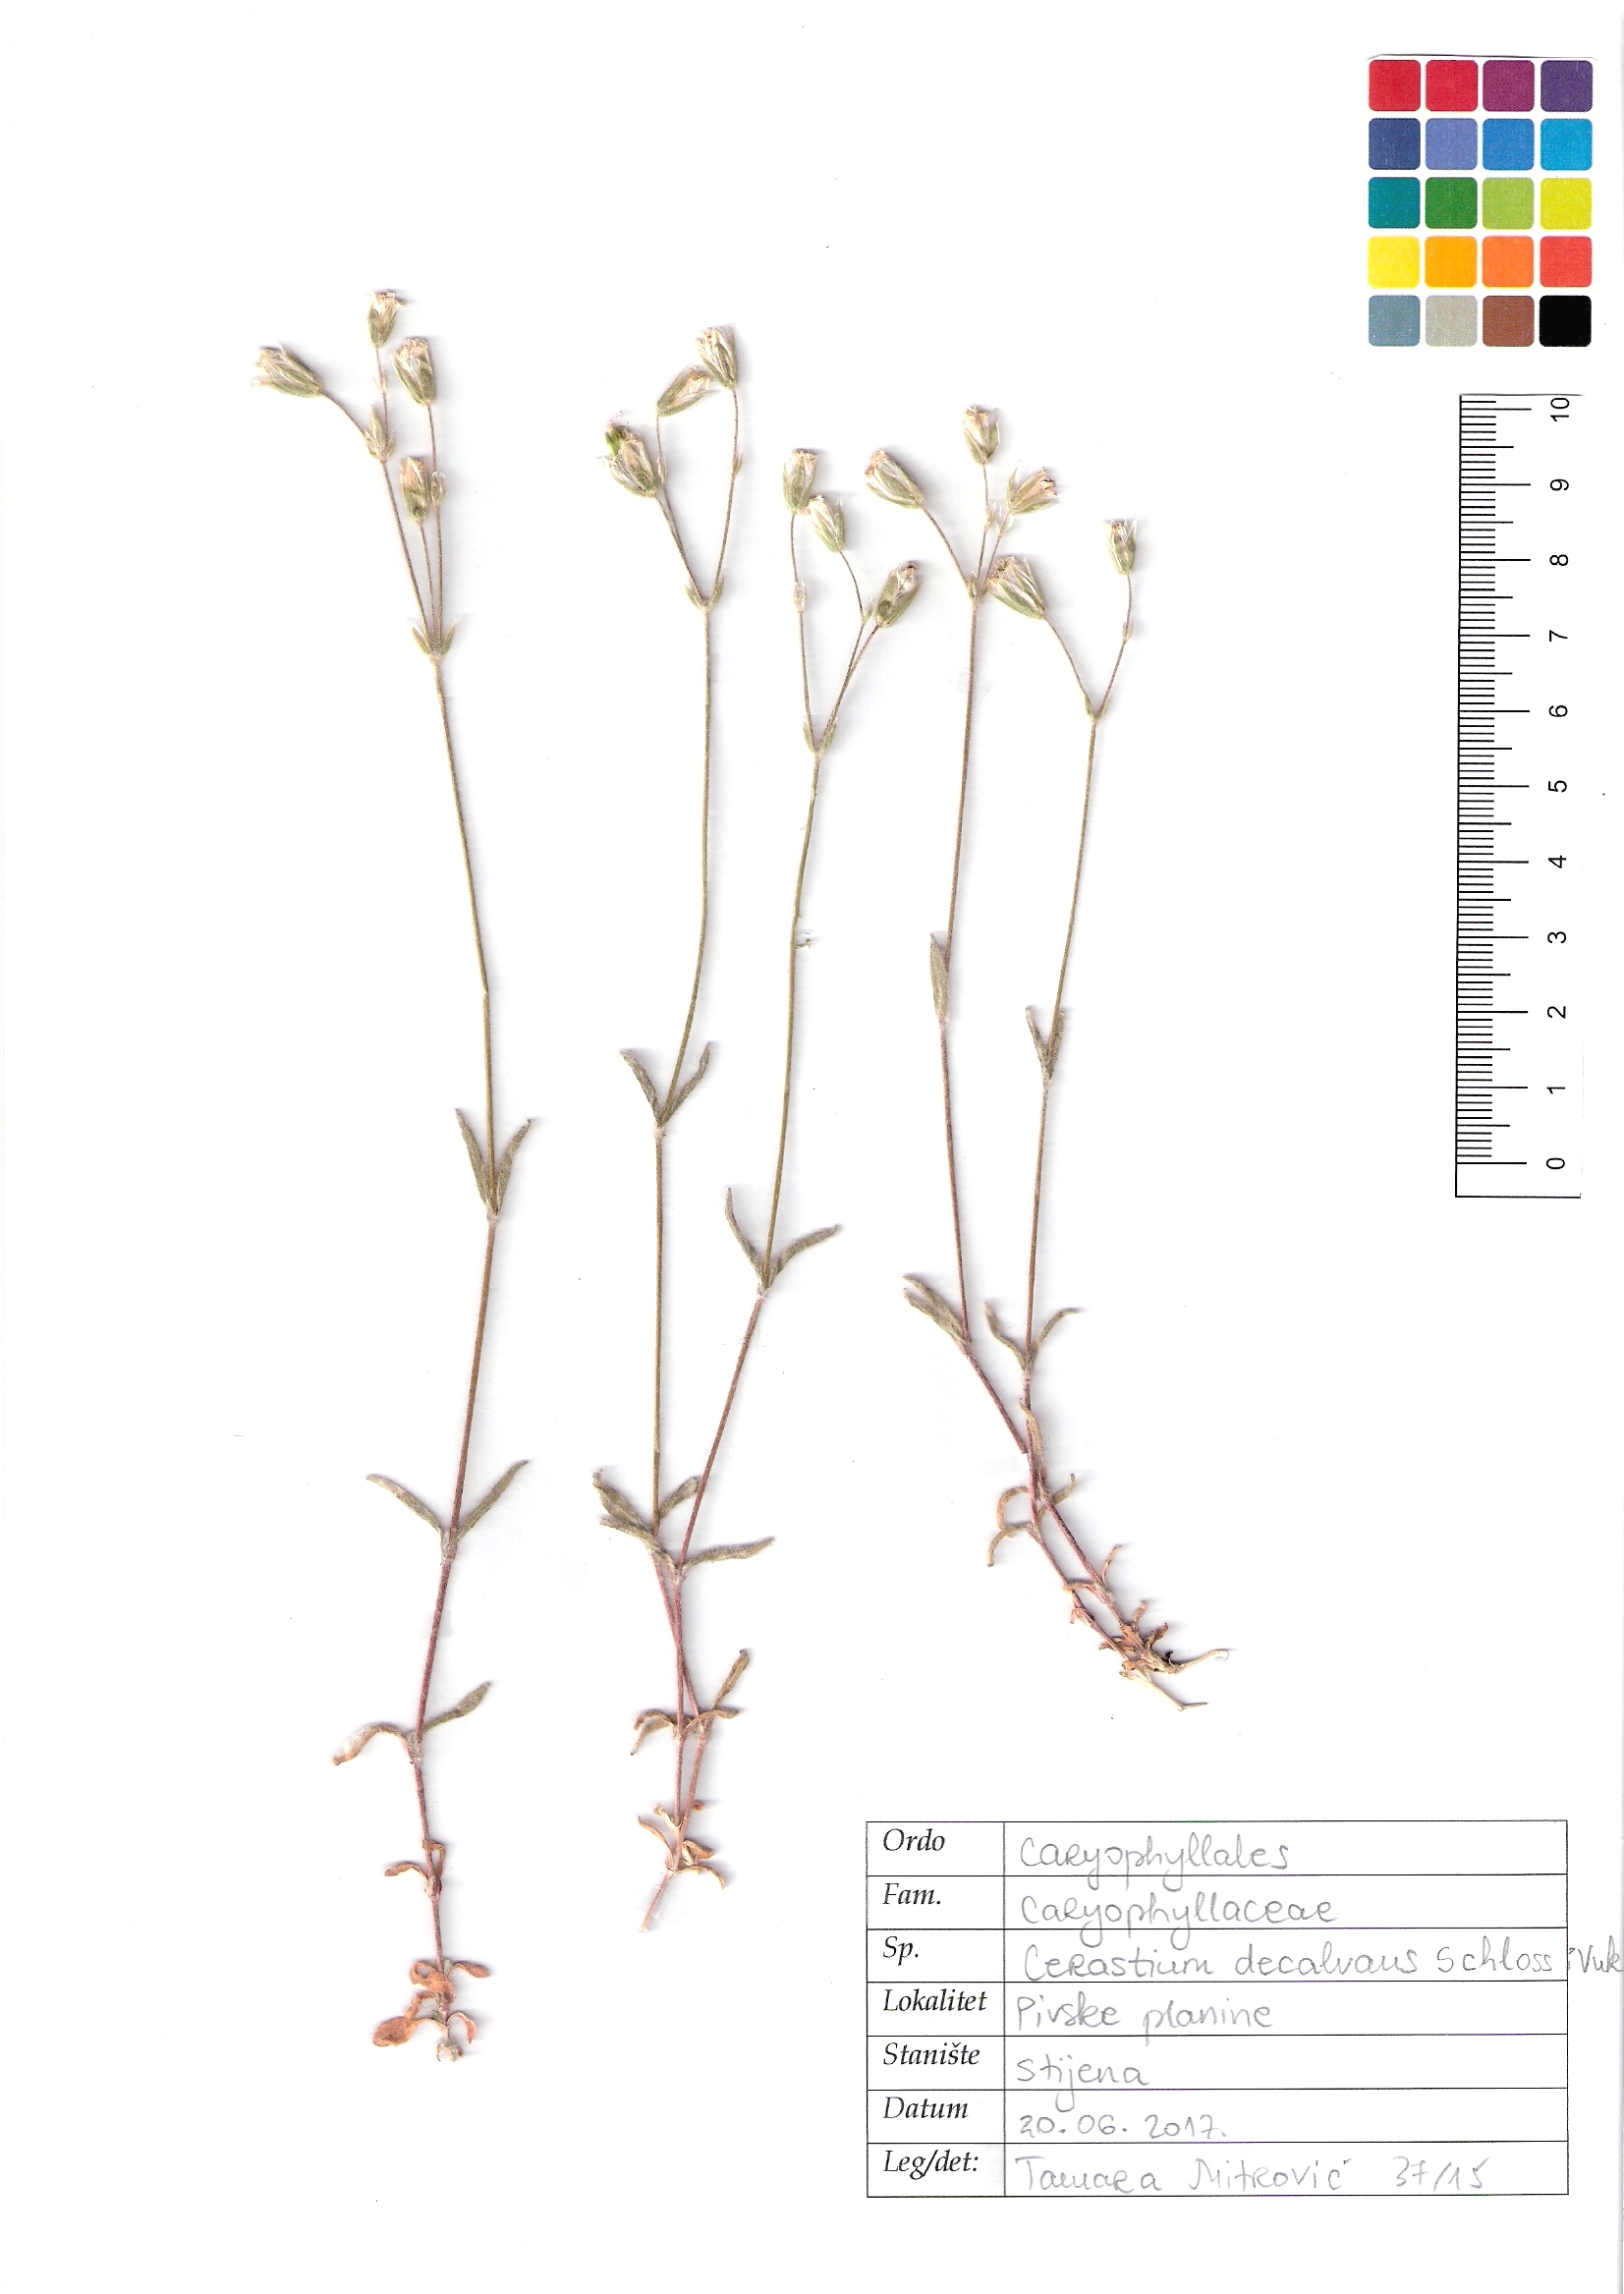 10
9
8
7
6
5
4
3
2
1
0
Ordo Caryophyllales
Fam. Caryophyllaceae
Sp. Cerastium decalvans Schloss i Vuk
Lokalitet Pivske planine
Stanište stijena
Datum 20.06.2017.
Leg/det: Tamara Mitrović 37/15